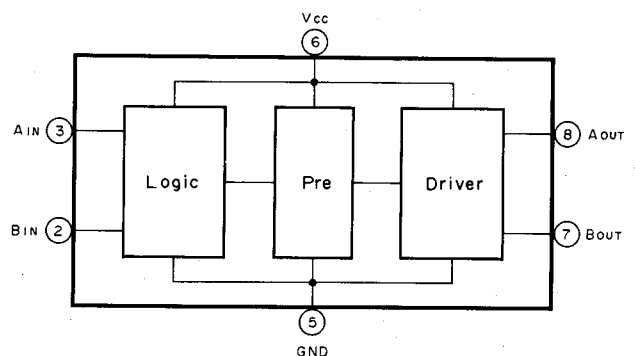 Vcc
6
AIN 3
8 AOUT
Logic
Pre
Driver
BIN 2
7 BOUT
5
GND